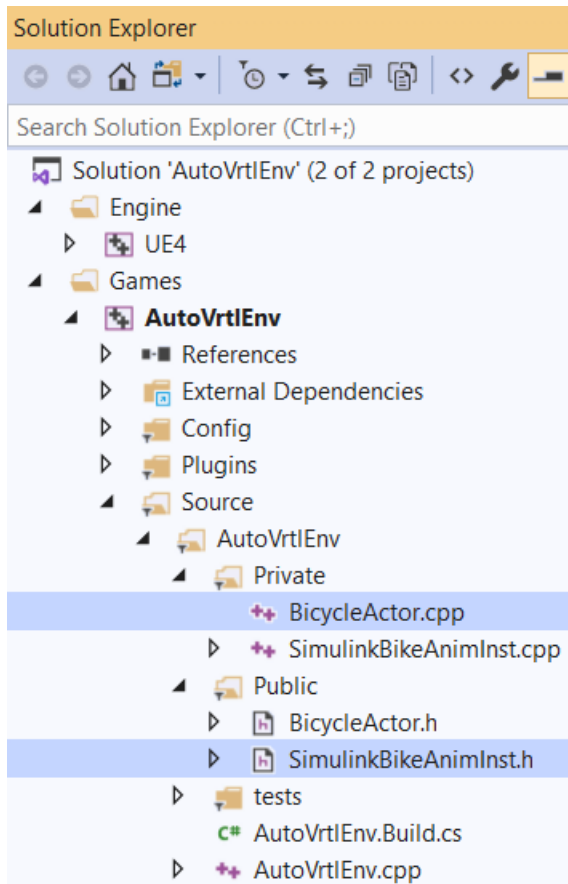 Solution Explorer
Search Solution Explorer (Ctrl+;)
Solution 'AutoVrtlEnv' (2 of 2 projects)
Engine
UE4
Games
AutoVrtlEnv
References
External Dependencies
Config
Plugins
Source
AutoVrtlEnv
Private
BicycleActor.cpp
SimulinkBikeAnimInst.cpp
Public
BicycleActor.h
SimulinkBikeAnimInst.h
tests
C# AutoVrtlEnv.Build.cs
AutoVrtlEnv.cpp